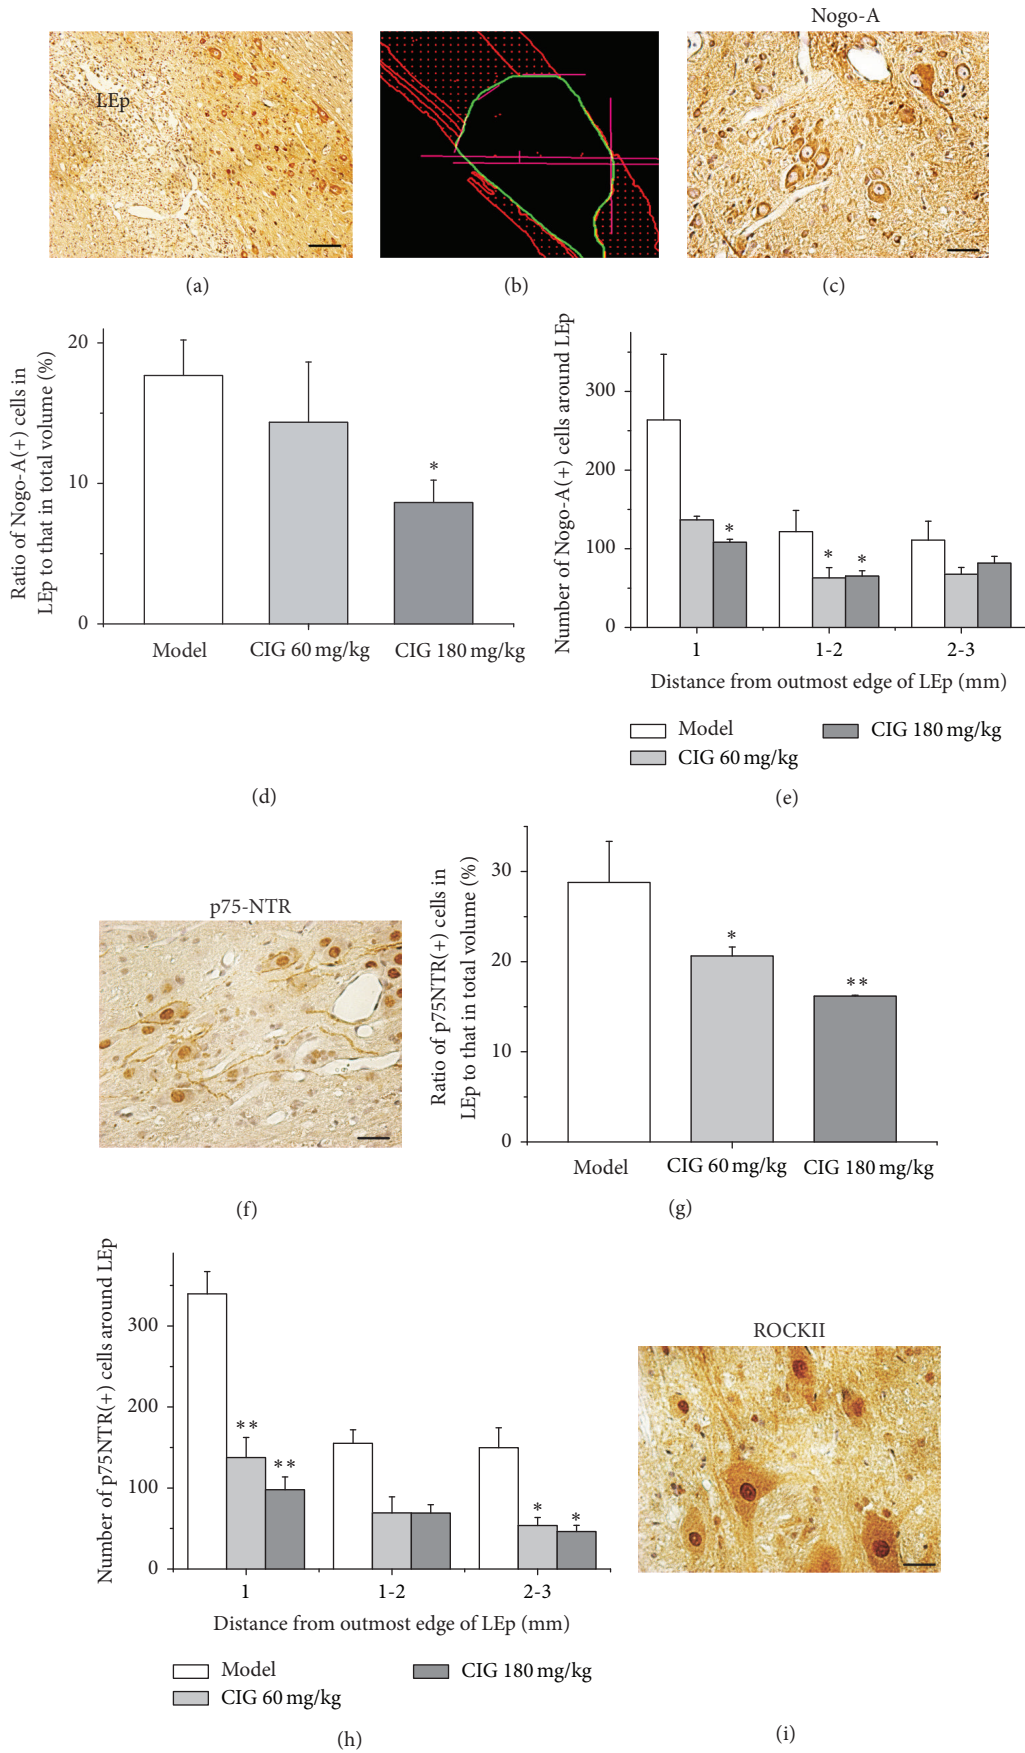 Nogo-A
LEp
(a)
(b)
(c)
Ratio of Nogo-A(+) cells in
LEp to that in total volume (%)
20
10
0
*
Model
CIG 60 mg/kg
CIG 180 mg/kg
(d)
Number of Nogo-A(+) cells around LEp
300
200
100
0
*
*
*
1
1-2
2-3
Distance from outmost edge of LEp (mm)
Model
CIG 180 mg/kg
CIG 60 mg/kg
(e)
p75-NTR
(f)
Ratio of p75NTR(+) cells in
LEp to that in total volume (%)
30
20
10
0
*
**
Model
CIG 60 mg/kg
CIG 180 mg/kg
(g)
Number of p75NTR(+) cells around LEp
300
200
100
0
**
**
*
*
1
1-2
2-3
Distance from outmost edge of LEp (mm)
Model
CIG 180 mg/kg
CIG 60 mg/kg
(h)
ROCKII
(i)